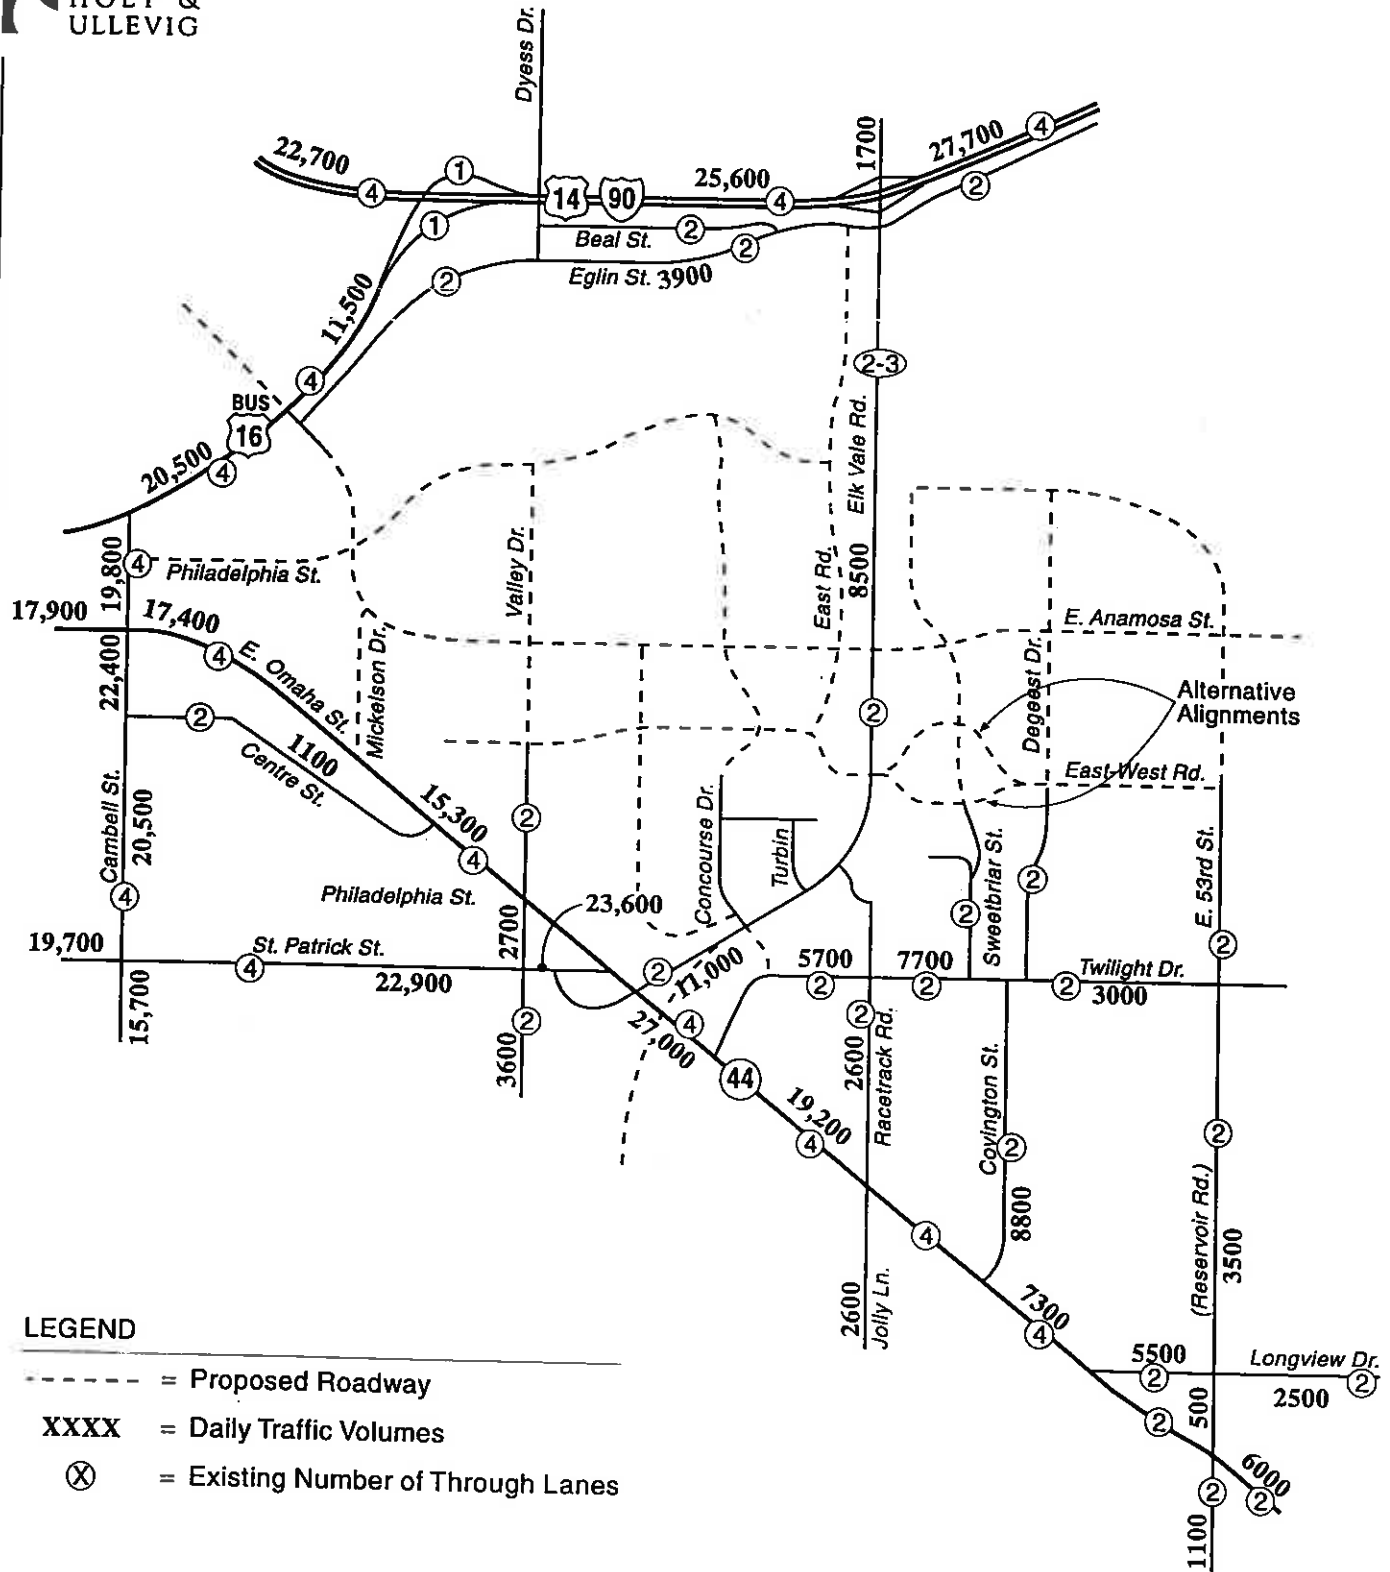 HOLT &
ULLEVIG
Dyess Dr.
22,700
4
1
1
14
90
25,600
4
1700
27,700
4
2
Beal St.
2
2
Eglin St. 3900
2
11,500
4
BUS
16
20,500
4
2-3
Elk Vale Rd.
8500
East Rd.
Valley Dr.
19,800
4
Philadelphia St.
17,900
17,400
4
E. Omaha St.
22,400
Mickelson Dr.
E. Anamosa St.
Degeest Dr.
Alternative
Alignments
2
2
Centre St.
1100
East-West Rd.
Cambell St.
20,500
4
15,300
4
2
Concourse Dr.
Turbin
Sweetbriar St.
2
2
E. 53rd St.
2
Philadelphia St.
23,600
2700
19,700
St. Patrick St.
4
22,900
15,700
2
3600
2
11,000
4
27,000
5700
2
7700
2
Twilight Dr.
2
3000
44
2
2600
Racetrack Rd.
19,200
4
Covington St.
2
8800
2
(Reservoir Rd.)
3500
4
2600
Jolly Ln.
7300
4
5500
2
Longview Dr.
2
2500
500
2
6000
2
2
1100
LEGEND
= Proposed Roadway
XXXX = Daily Traffic Volumes
X = Existing Number of Through Lanes